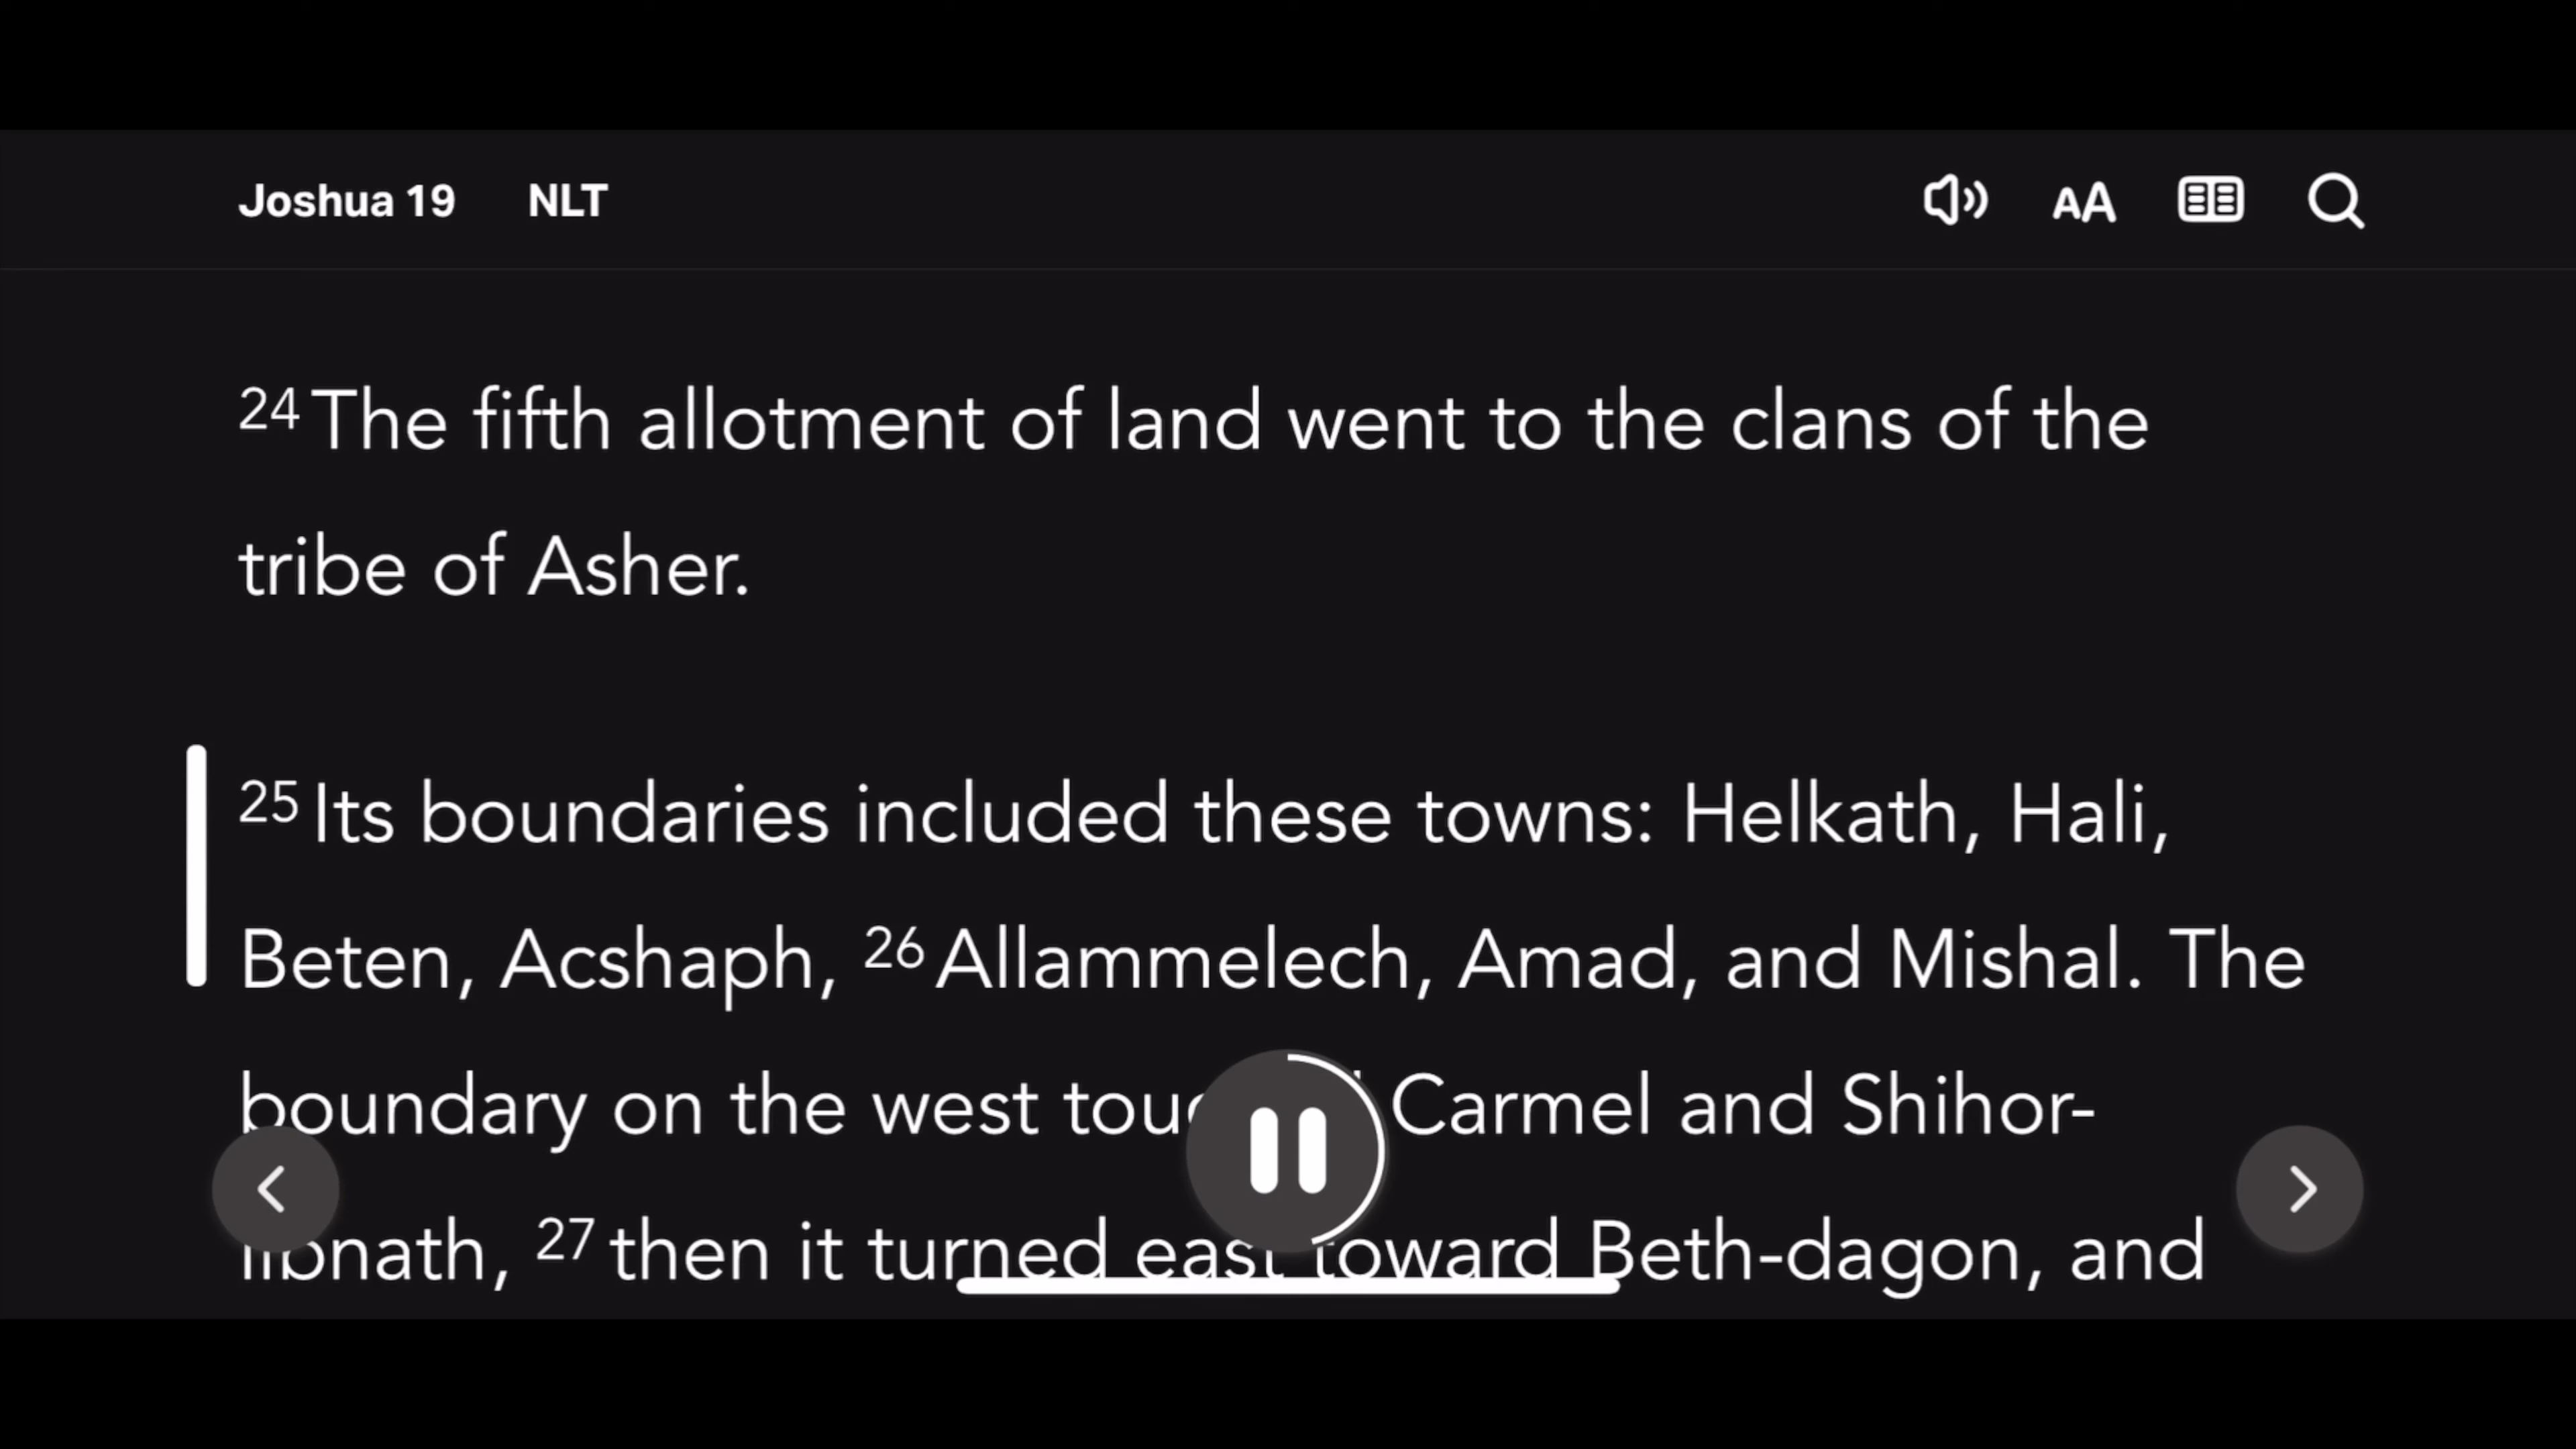 Joshua 19 NLT
AA
24 The fifth allotment of land went to the clans of the
tribe of Asher.
25 Its boundaries included these towns: Helkath, Hali,
Beten, Acshaph, 26 Allammelech, Amad, and Mishal. The
boundary on the west Carmel and Shihor-
libnath, 27 then it turned east toward Beth-dagon, and